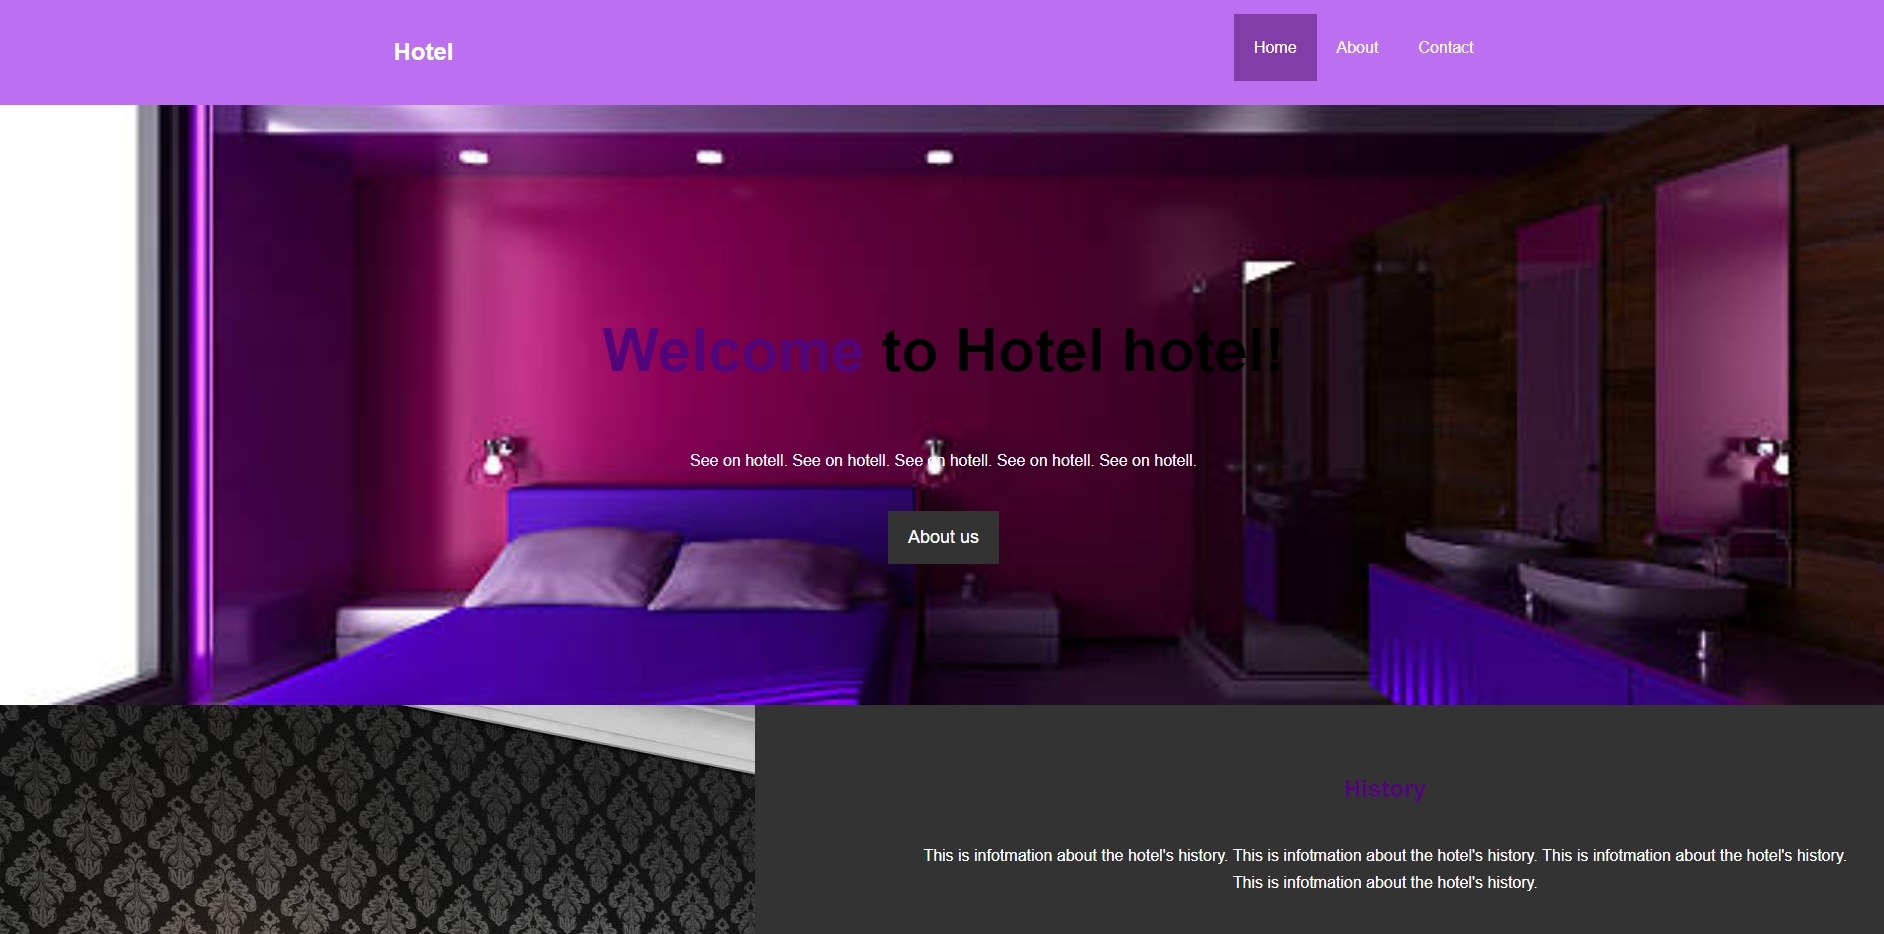 Hotel
Home About Contact
Welcome to Hotel hotel!
See on hotell. See on hotell. See on hotell. See on hotell. See on hotell.
About us
History
This is infotmation about the hotel's history. This is infotmation about the hotel's history. This is infotmation about the hotel's history.
This is infotmation about the hotel's history.